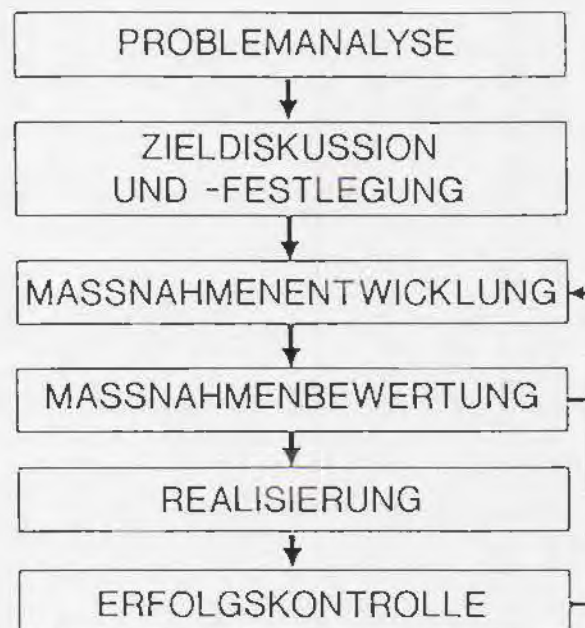 PROBLEMANALYSE
ZIELDISKUSSION
UND -FESTLEGUNG
MASSNAHMENENTWICKLUNG
MASSNAHMENBEWERTUNG
REALISIERUNG
ERFOLGSKONTROLLE